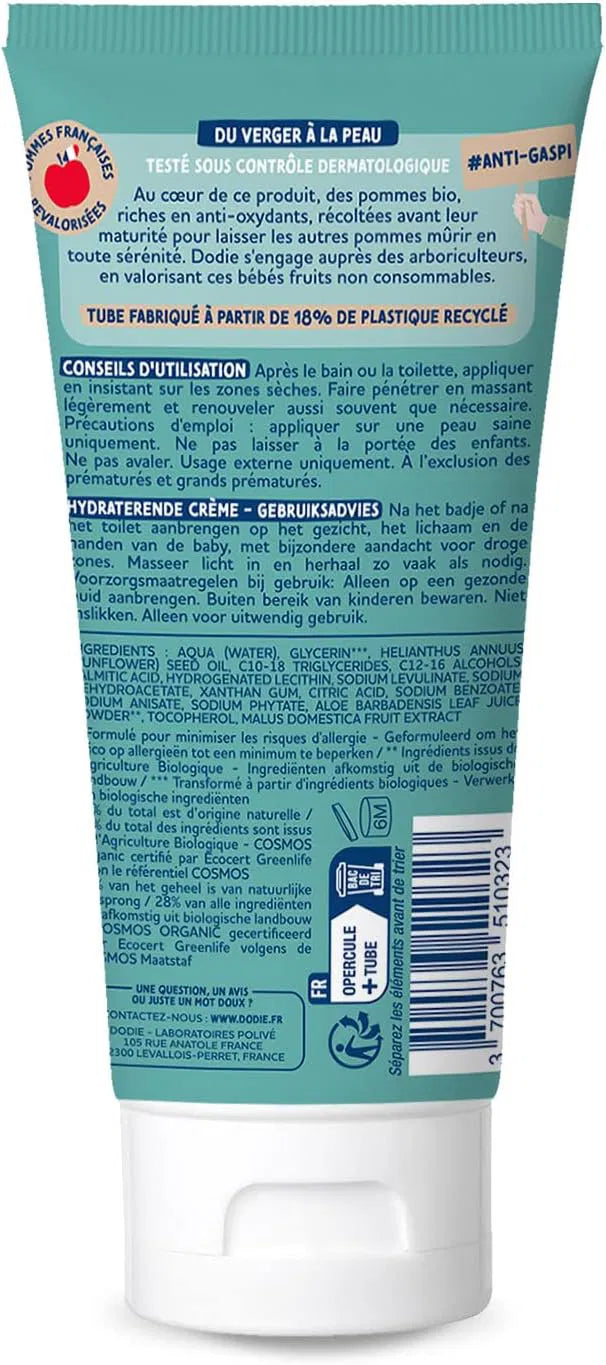 POMMES FRANÇAISES
REVALORISÉES
DU VERGER À LA PEAU
TESTÉ SOUS CONTRÔLE DERMATOLOGIQUE
#ANTI-GASPI
Au cœur de ce produit, des pommes bio,
riches en anti-oxydants, récoltées avant leur
maturité pour laisser les autres pommes mûrir en
toute sérénité. Dodie s'engage auprès des arboriculteurs,
en valorisant ces bébés fruits non consommables.
TUBE FABRIQUÉ À PARTIR DE 18% DE PLASTIQUE RECYCLÉ
CONSEILS D'UTILISATION Après le bain ou la toilette, appliquer
en insistant sur les zones sèches. Faire pénétrer en massant
légèrement et renouveler aussi souvent que nécessaire.
Précautions d'emploi : appliquer sur une peau saine
uniquement. Ne pas laisser à la portée des enfants.
Ne pas avaler. Usage externe uniquement. À l'exclusion des
prématurés et grands prématurés.
HYDRATERENDE CRÈME - GEBRUIKSADVIES Na het badje of na
het toilet aanbrengen op het gezicht, het lichaam en de
handen van de baby, met bijzondere aandacht voor droge
zones. Masseer licht in en herhaal zo vaak als nodig.
Voorzorgsmaatregelen bij gebruik: Alleen op een gezonde
huid aanbrengen. Buiten bereik van kinderen bewaren. Niet
inslikken. Alleen voor uitwendig gebruik.
INGREDIENTS : AQUA (WATER), GLYCERIN***, HELIANTHUS ANNUUS
(SUNFLOWER) SEED OIL, C10-18 TRIGLYCERIDES, C12-16 ALCOHOLS,
PALMITIC ACID, HYDROGENATED LECITHIN, SODIUM LEVULINATE, SODIUM
DEHYDROACETATE, XANTHAN GUM, CITRIC ACID, SODIUM BENZOATE,
SODIUM ANISATE, SODIUM PHYTATE, ALOE BARBADENSIS LEAF JUICE
POWDER**, TOCOPHEROL, MALUS DOMESTICA FRUIT EXTRACT
Formulé pour minimiser les risques d'allergie - Geformuleerd om het
op allergieën tot een minimum te beperken / ** Ingrédients issus de
Agriculture Biologique - Ingrediënten afkomstig uit de biologische
landbouw / *** Transformé à partir d'ingrédients biologiques - Verwerkt
biologische ingrediënten
% du total est d'origine naturelle /
% du total des ingrédients sont issus
l'Agriculture Biologique - COSMOS
Organic certifié par Ecocert Greenlife
le référentiel COSMOS
% van het geheel is van natuurlijke
oorsprong / 28% van alle ingrediënten
afkomstig uit biologische landbouw
COSMOS ORGANIC gecertificeerd
Ecocert Greenlife volgens de
COSMOS Maatstaf
6M
BAC
DE
TRI
FR
OPERCULE
+ TUBE
Séparez les éléments avant de trier
3 700763 510323
UNE QUESTION, UN AVIS
OU JUSTE UN MOT DOUX ?
CONTACTEZ-NOUS : WWW.DODIE.FR
DODIE - LABORATOIRES POLIVÉ
105 RUE ANATOLE FRANCE
92300 LEVALLOIS-PERRET, FRANCE